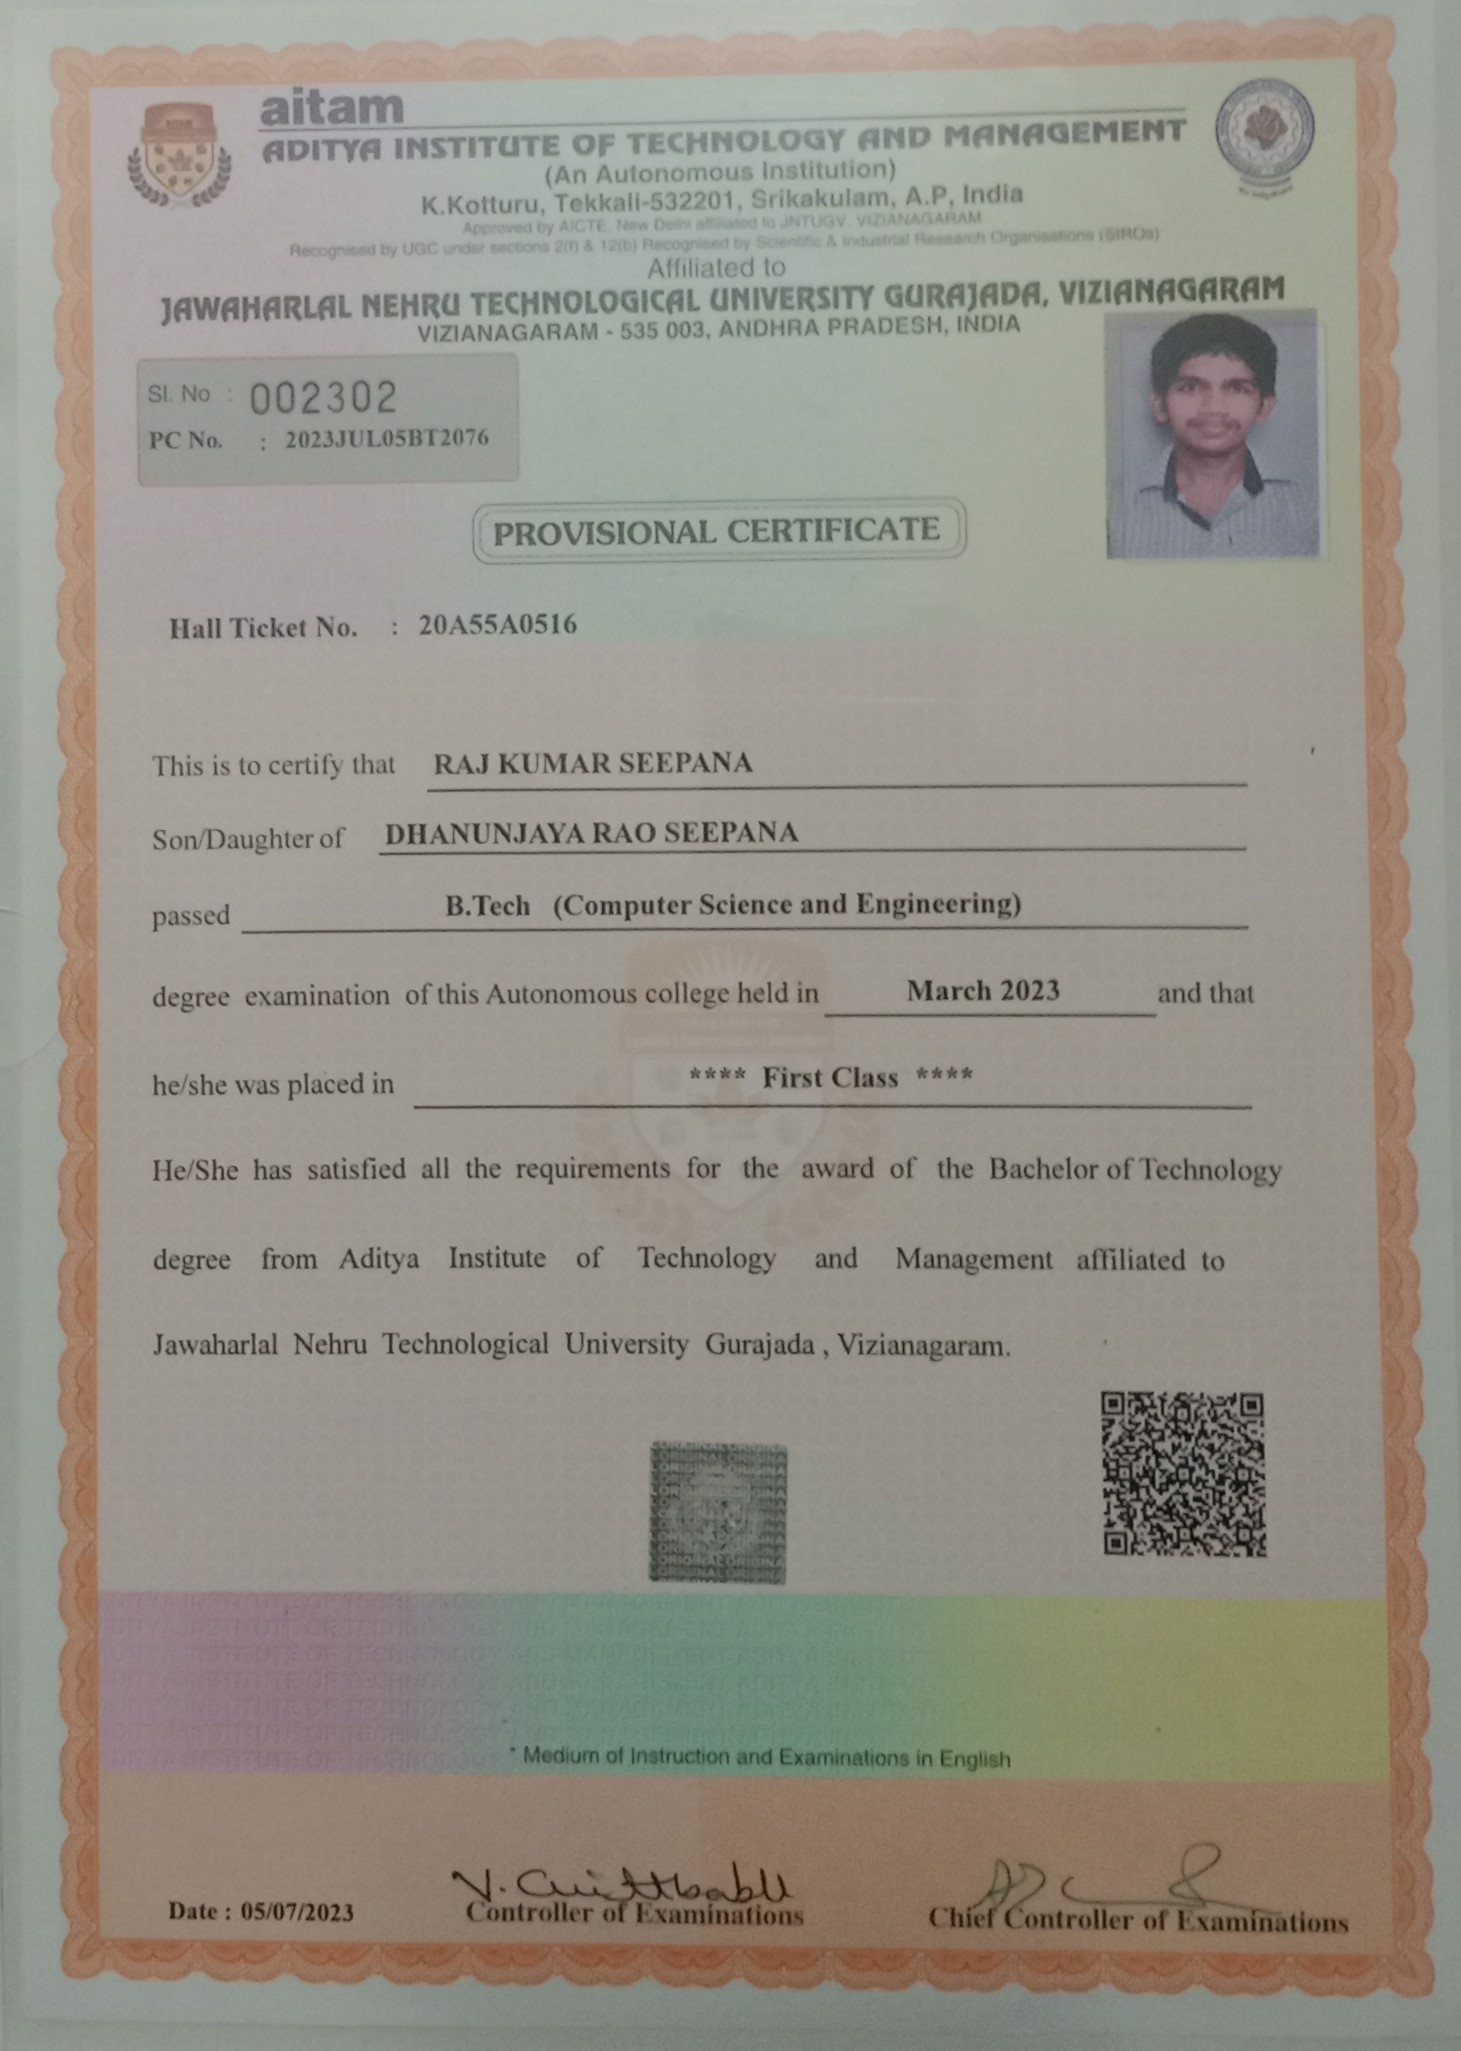 aitam
ADITYA INSTITUTE OF TECHNOLOGY AND MANAGEMENT
(An Autonomous Institution)
K.Kotturu, Tekkali-532201, Srikakulam, A.P, India
Approved by AICTE, New Delhi affiliated to JNTUGV, VIZIANAGARAM
Recognised by UGC under sections 2(f) & 12(b) Recognised by Scientific & Industrial Research Organisations (SIROs)
Affiliated to
JAWAHARLAL NEHRU TECHNOLOGICAL UNIVERSITY GURAJADA, VIZIANAGARAM
VIZIANAGARAM - 535 003, ANDHRA PRADESH, INDIA
Sl. No : 002302
PC No. : 2023JUL05BT2076
PROVISIONAL CERTIFICATE
Hall Ticket No. : 20A55A0516
This is to certify that RAJ KUMAR SEEPANA
Son/Daughter of DHANUNJAYA RAO SEEPANA
passed B.Tech (Computer Science and Engineering)
degree examination of this Autonomous college held in March 2023 and that
he/she was placed in **** First Class ****
He/She has satisfied all the requirements for the award of the Bachelor of Technology
degree from Aditya Institute of Technology and Management affiliated to
Jawaharlal Nehru Technological University Gurajada , Vizianagaram.
* Medium of Instruction and Examinations in English
Date : 05/07/2023
V. Chittibabu
Controller of Examinations
Chief Controller of Examinations